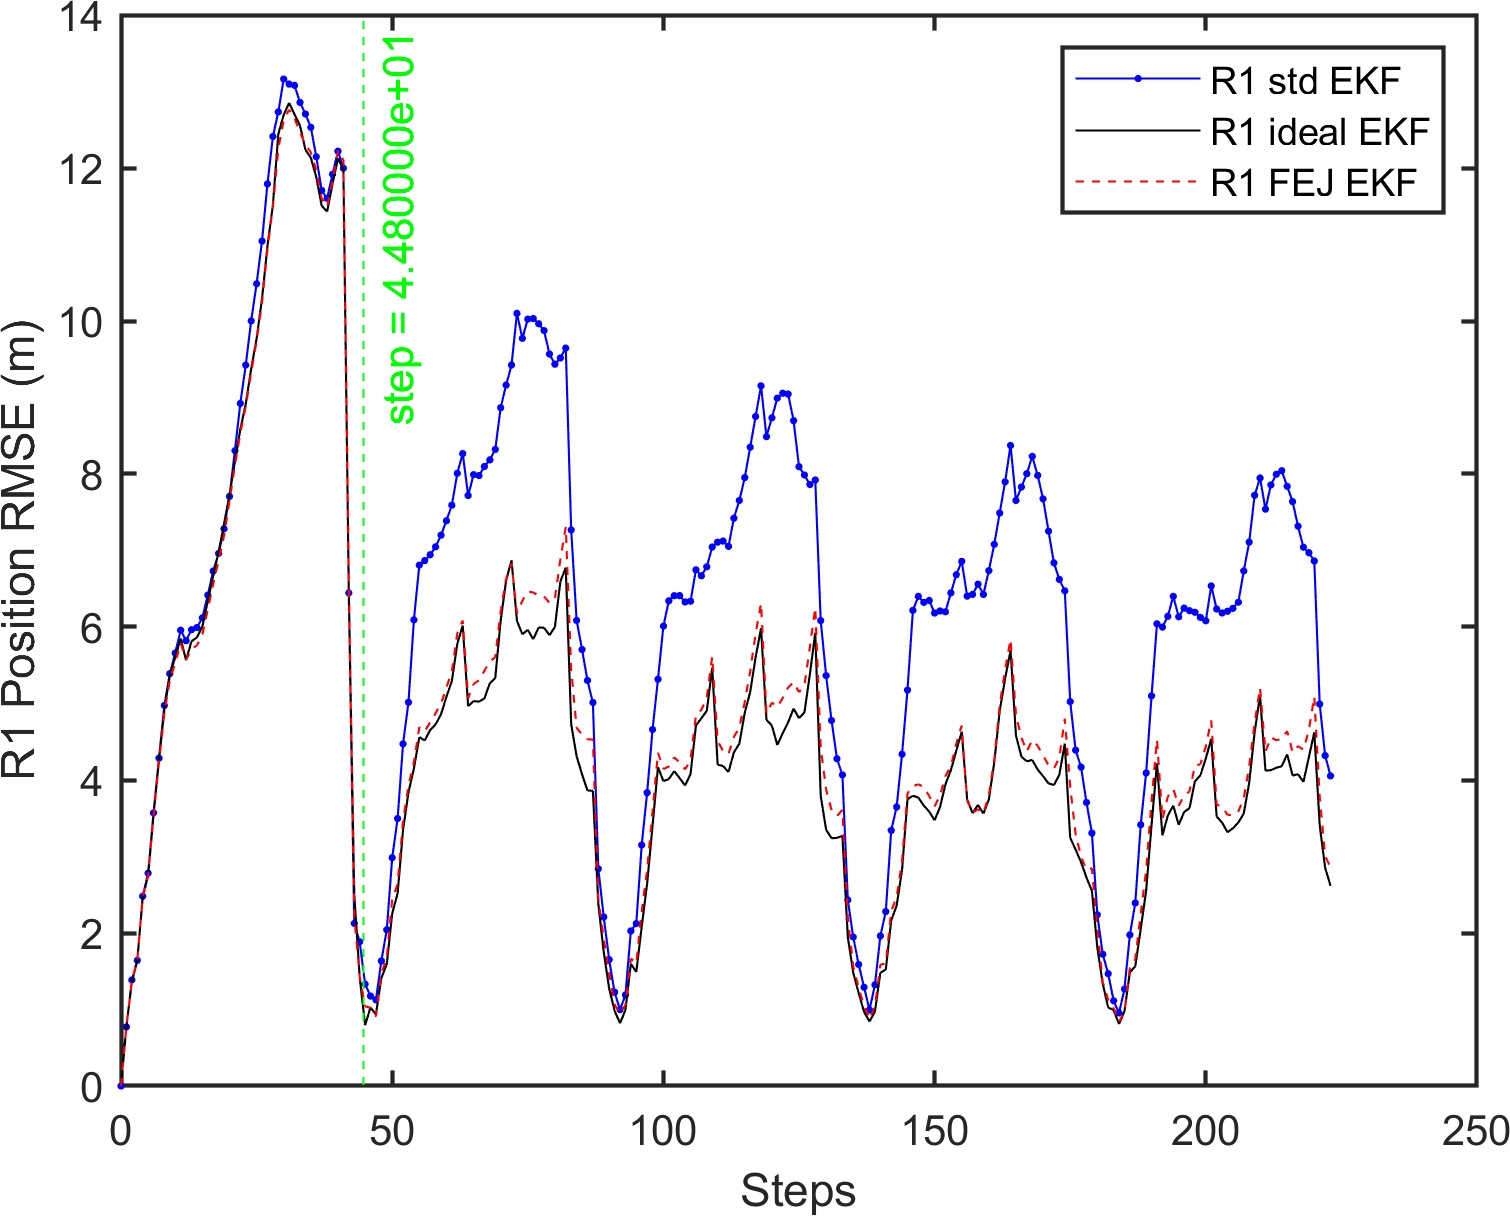 14
12
10
8
6
4
2
0
R1 Position RMSE (m)
step = 4.480000e+01
R1 std EKF
R1 ideal EKF
R1 FEJ EKF
0 50 100 150 200 250
Steps